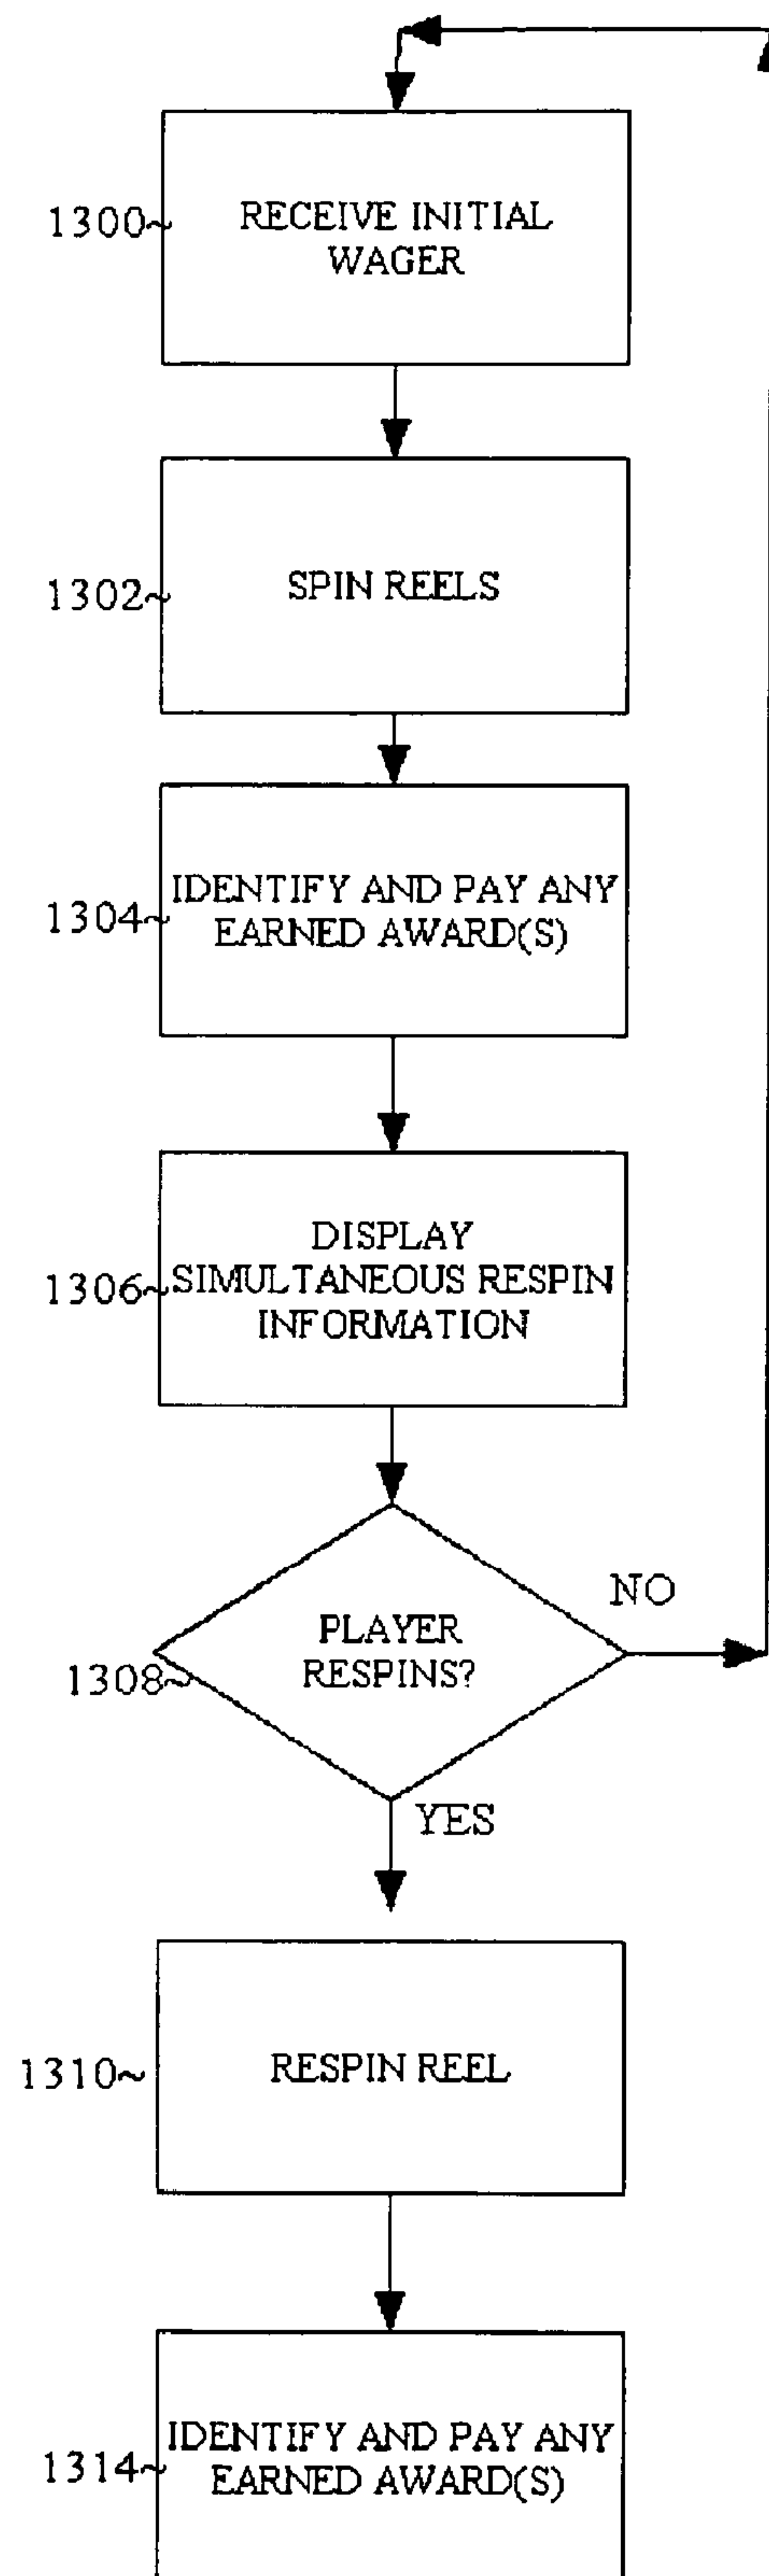 1300~ RECEIVE INITIAL
WAGER
1302~ SPIN REELS
IDENTIFY AND PAY ANY
1304~ EARNED AWARD(S)
DISPLAY
1306~ SIMULTANEOUS RESPIN
INFORMATION
NO
PLAYER
1308~ RESPINS?
YES
1310~ RESPIN REEL
IDENTIFY AND PAY ANY
1314~ EARNED AWARD(S)